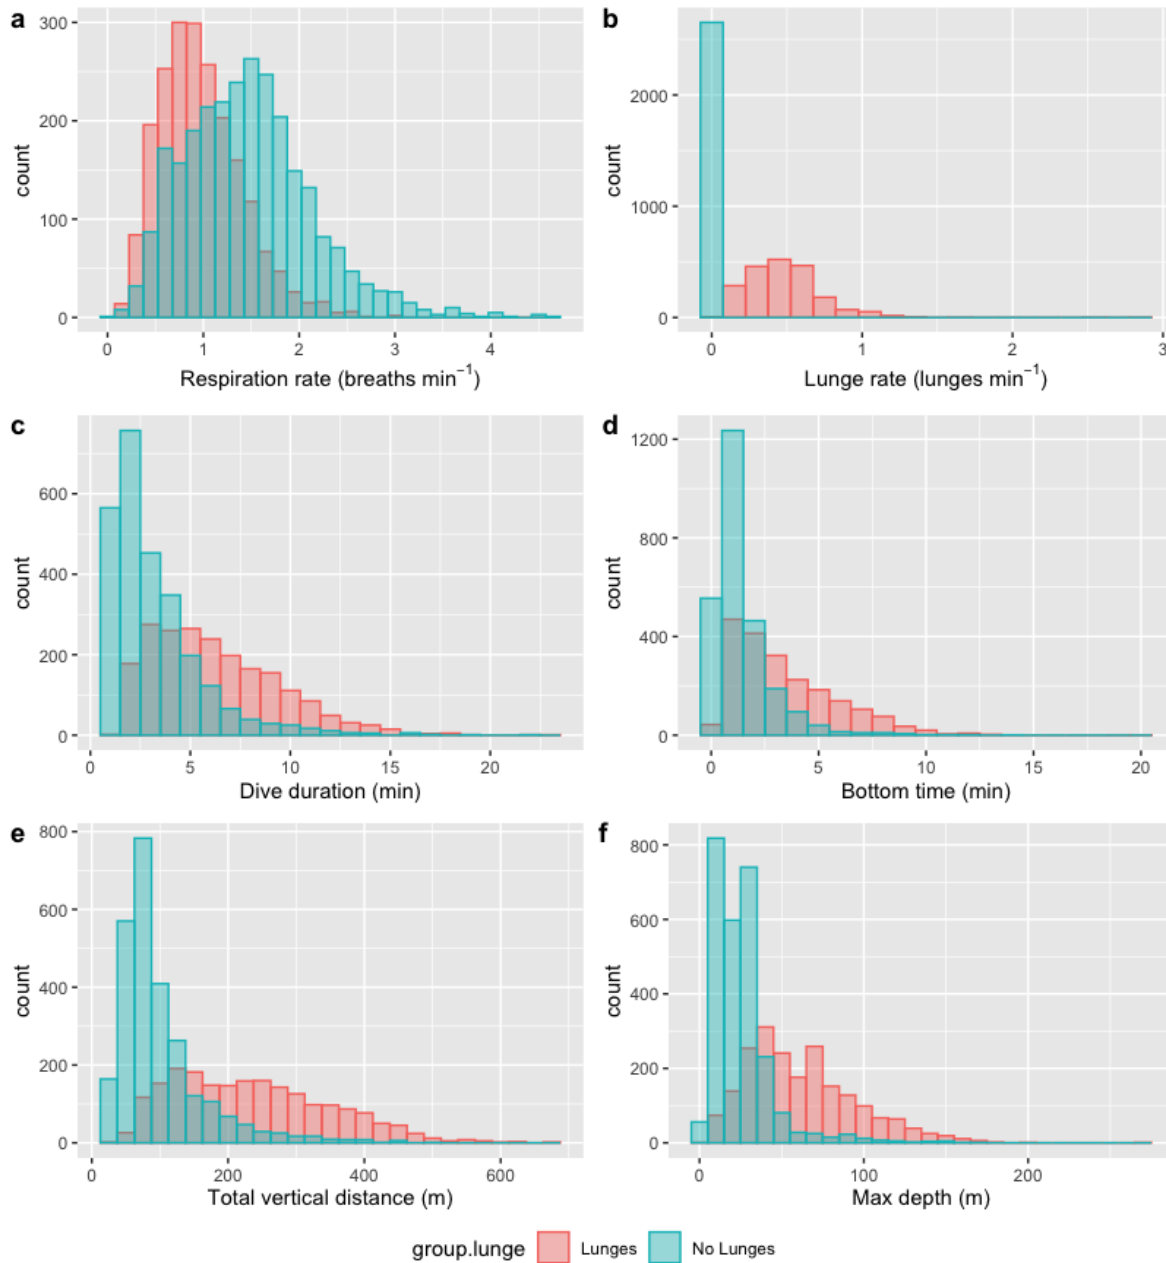 a
300
200
100
0
count
0 1 2 3 4
Respiration rate (breaths min⁻¹)
b
2000
1000
0
count
0 1 2 3
Lunge rate (lunges min⁻¹)
c
600
400
200
0
count
0 5 10 15 20
Dive duration (min)
d
1200
800
400
0
count
0 5 10 15 20
Bottom time (min)
e
800
600
400
200
0
count
0 200 400 600
Total vertical distance (m)
f
800
600
400
200
0
count
0 100 200
Max depth (m)
group.lunge Lunges No Lunges